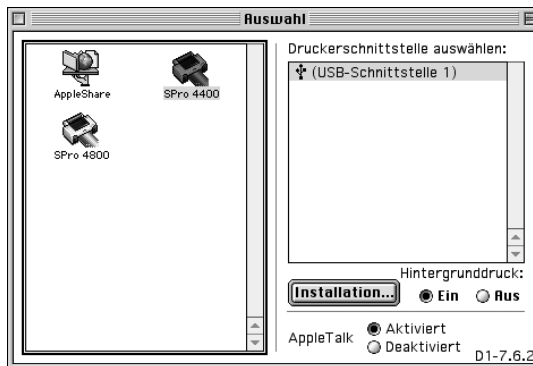 Auswahl
AppleShare
SPro 4400
SPro 4800
Druckerschnittstelle auswählen:
(USB-Schnittstelle 1)
Hintergrunddruck:
Installation...
Ein
Aus
AppleTalk
Aktiviert
Deaktiviert
D1-7.6.2